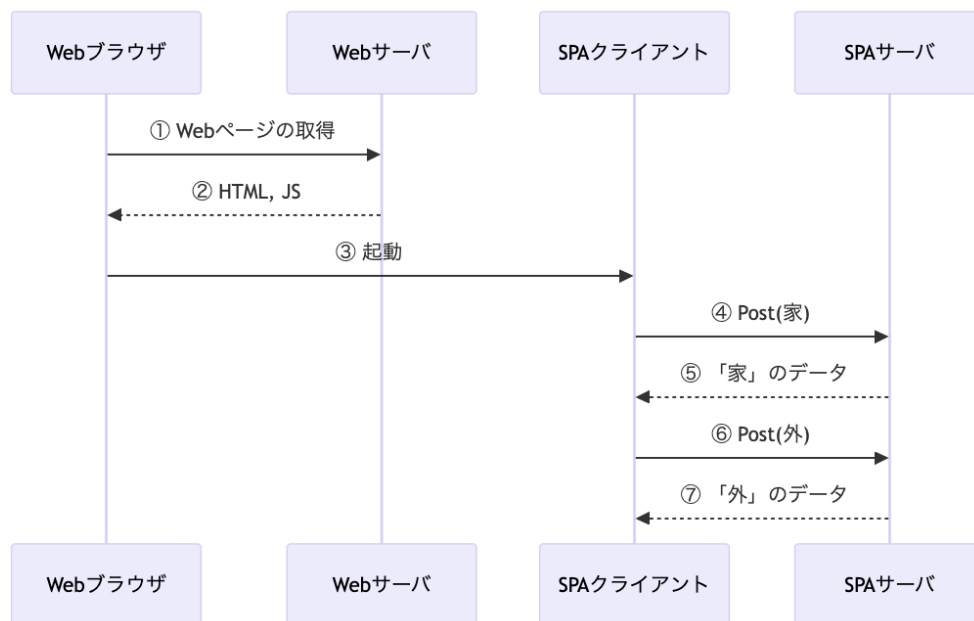 Webブラウザ
Webサーバ
SPAクライアント
SPAサーバ
① Webページの取得
② HTML, JS
③ 起動
④ Post(家)
⑤ 「家」のデータ
⑥ Post(外)
⑦ 「外」のデータ
Webブラウザ
Webサーバ
SPAクライアント
SPAサーバ